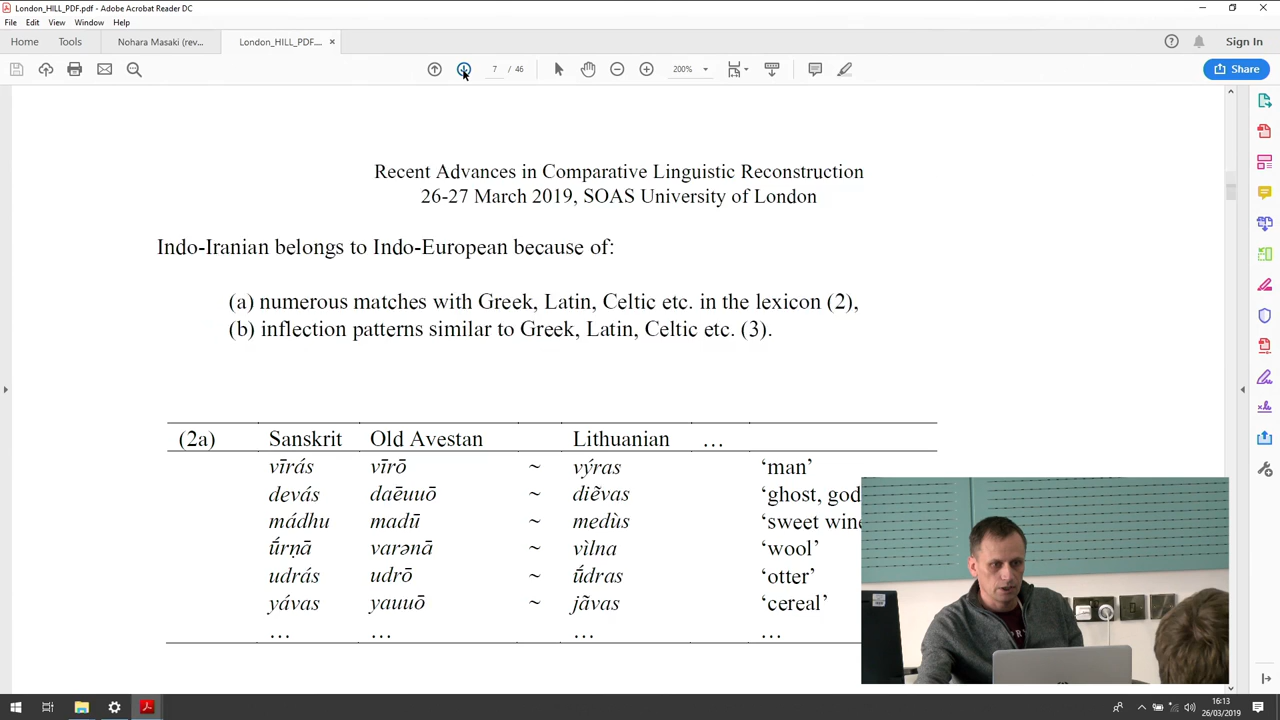 London_HILL_PDF.pdf - Adobe Acrobat Reader DC
File Edit View Window Help
Home Tools Nohara Masaki (rev... London_HILL_PDF.... × Sign In
7 / 46 200% Share
Recent Advances in Comparative Linguistic Reconstruction
26-27 March 2019, SOAS University of London
Indo-Iranian belongs to Indo-European because of:
(a) numerous matches with Greek, Latin, Celtic etc. in the lexicon (2),
(b) inflection patterns similar to Greek, Latin, Celtic etc. (3).
(2a) Sanskrit Old Avestan Lithuanian …
vīrás vīrō ~ výras ‘man’
devás daēuuō ~ diẽvas ‘ghost, god
mádhu madū ~ medùs ‘sweet wine
ū́rṇā varənā ~ vìlna ‘wool’
udrás udrō ~ ū́dras ‘otter’
yávas yauuō ~ jãvas ‘cereal’
… … … …
16:13
26/03/2019